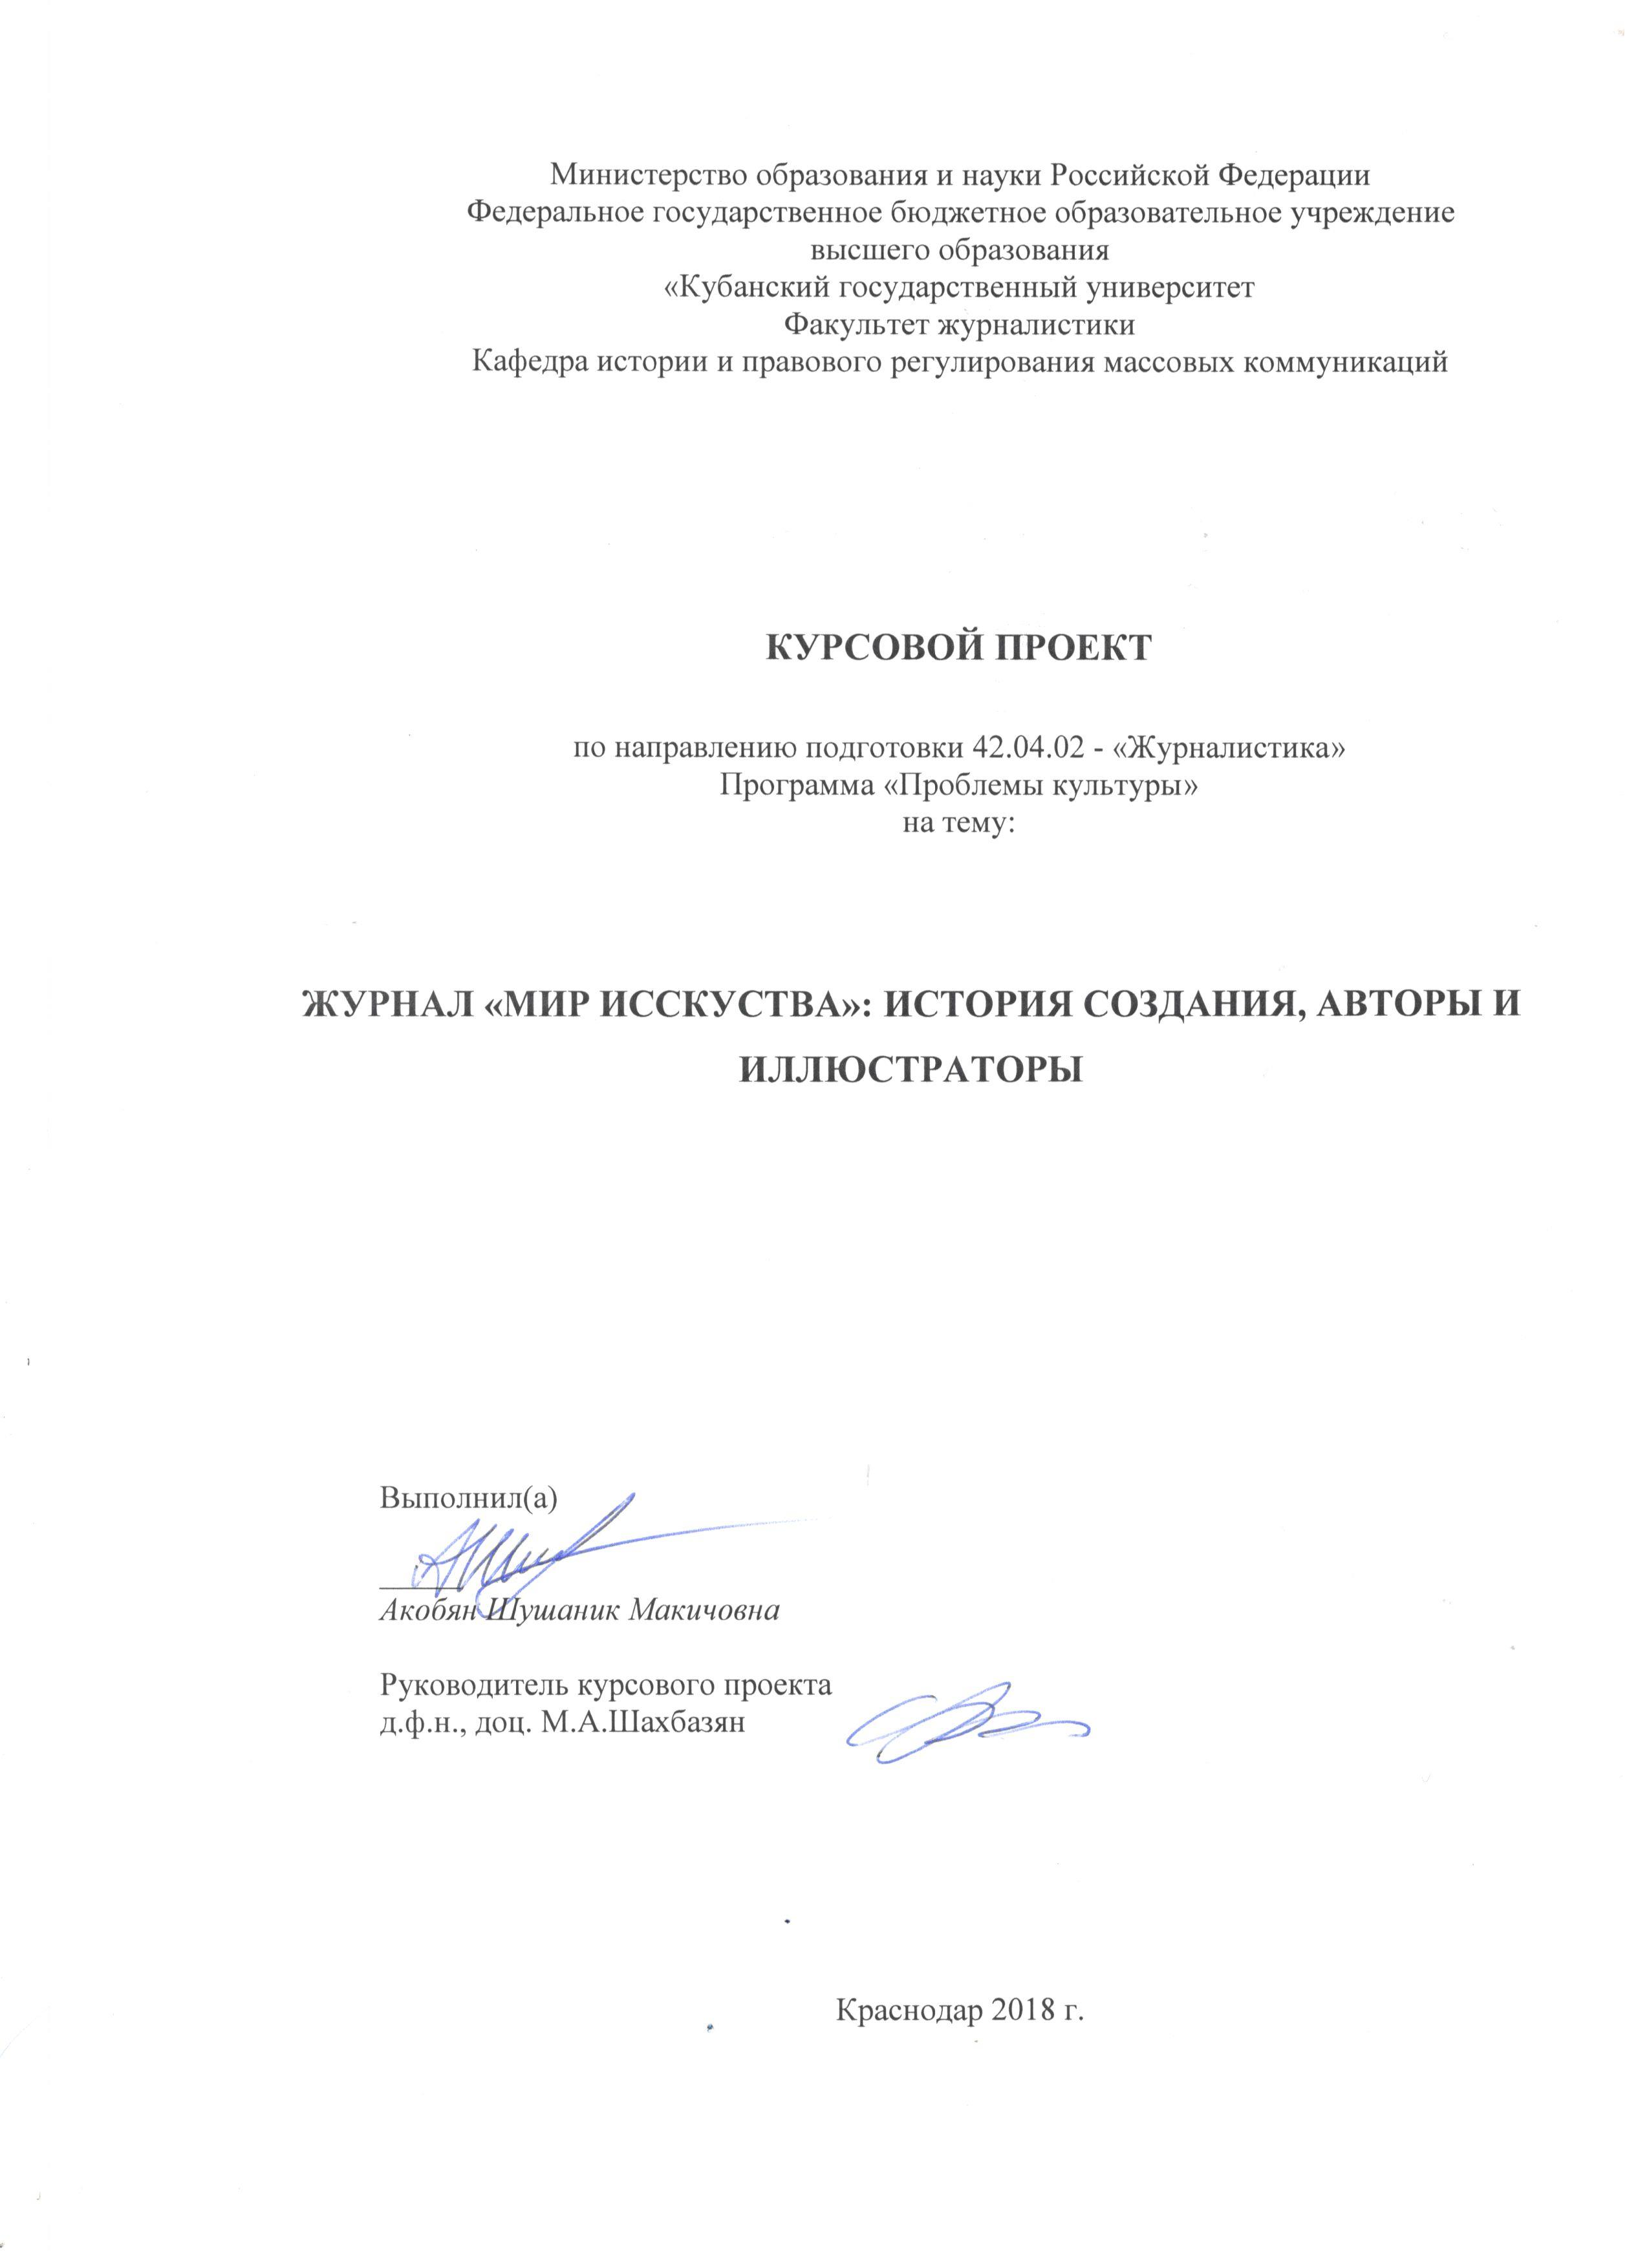 Министерство образования и науки Российской Федерации
Федеральное государственное бюджетное образовательное учреждение
высшего образования
«Кубанский государственный университет
Факультет журналистики
Кафедра истории и правового регулирования массовых коммуникаций
КУРСОВОЙ ПРОЕКТ
по направлению подготовки 42.04.02 - «Журналистика»
Программа «Проблемы культуры»
на тему:
ЖУРНАЛ «МИР ИССКУСТВА»: ИСТОРИЯ СОЗДАНИЯ, АВТОРЫ И
ИЛЛЮСТРАТОРЫ
Выполнил(а)
Акобян Шушаник Макичовна
Руководитель курсового проекта
д.ф.н., доц. М.А.Шахбазян
Краснодар 2018 г.